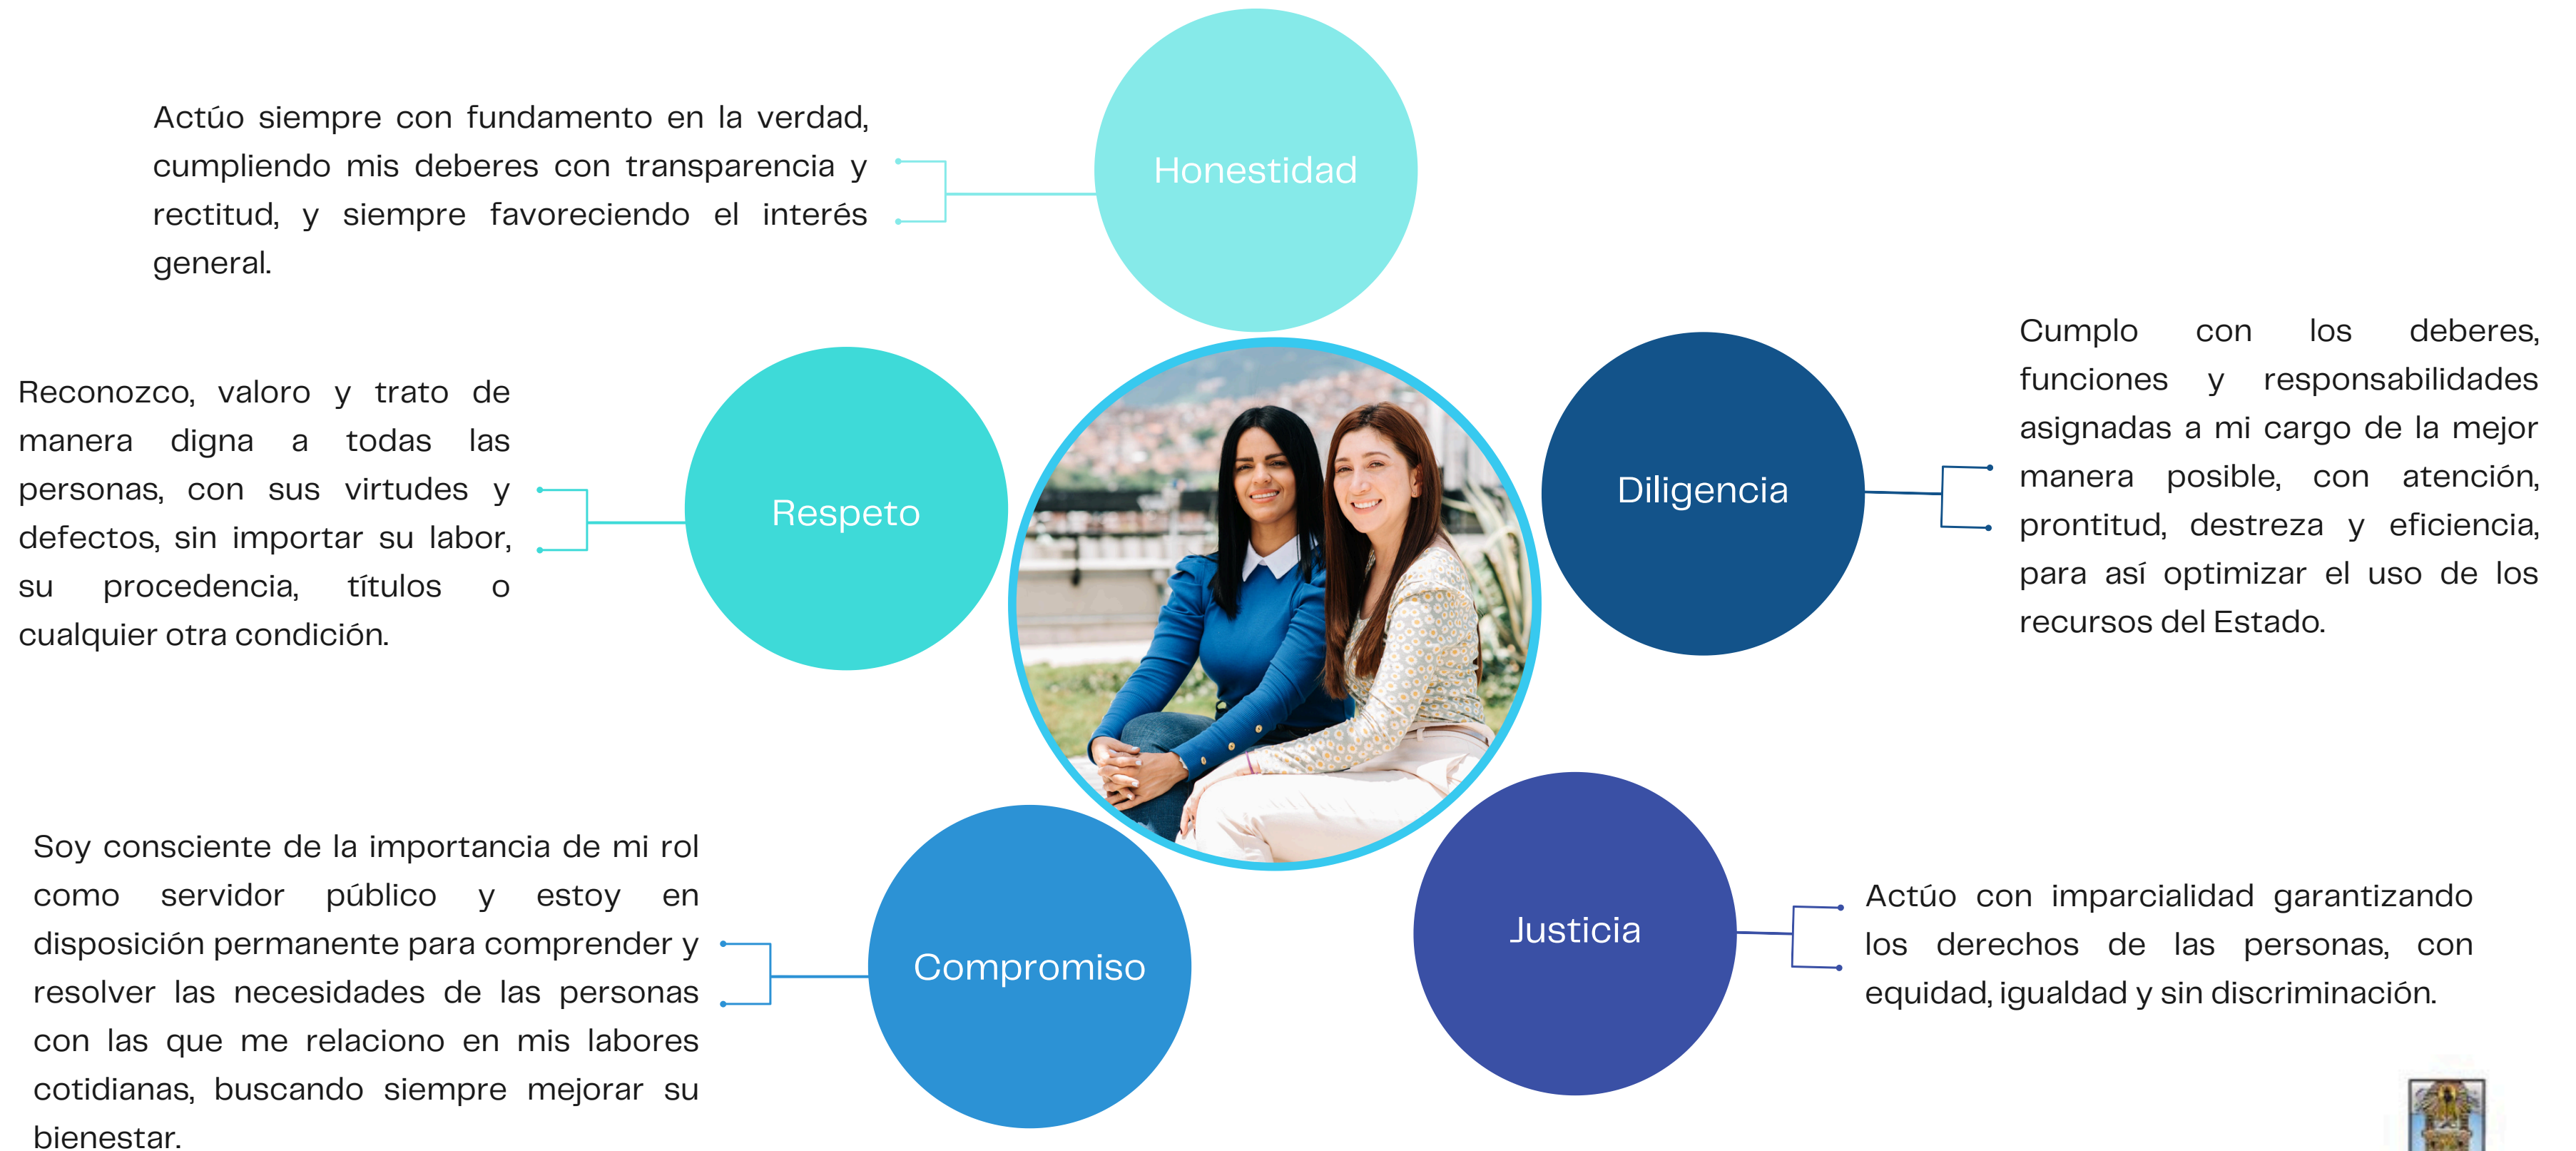 Honestidad
Actúo siempre con fundamento en la verdad,
cumpliendo mis deberes con transparencia y
rectitud, y siempre favoreciendo el interés
general.
Respeto
Reconozco, valoro y trato de
manera digna a todas las
personas, con sus virtudes y
defectos, sin importar su labor,
su procedencia, títulos o
cualquier otra condición.
Diligencia
Cumplo con los deberes,
funciones y responsabilidades
asignadas a mi cargo de la mejor
manera posible, con atención,
prontitud, destreza y eficiencia,
para así optimizar el uso de los
recursos del Estado.
Compromiso
Soy consciente de la importancia de mi rol
como servidor público y estoy en
disposición permanente para comprender y
resolver las necesidades de las personas
con las que me relaciono en mis labores
cotidianas, buscando siempre mejorar su
bienestar.
Justicia
Actúo con imparcialidad garantizando
los derechos de las personas, con
equidad, igualdad y sin discriminación.